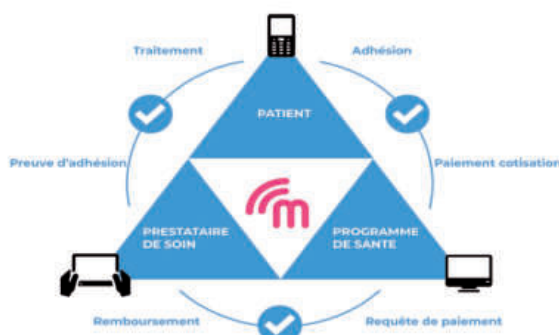 Traitement
Adhésion
PATIENT
Preuve d'adhésion
Paiement cotisation
m
PRESTATAIRE
DE SOIN
PROGRAMME
DE SANTE
Remboursement
Requête de paiement